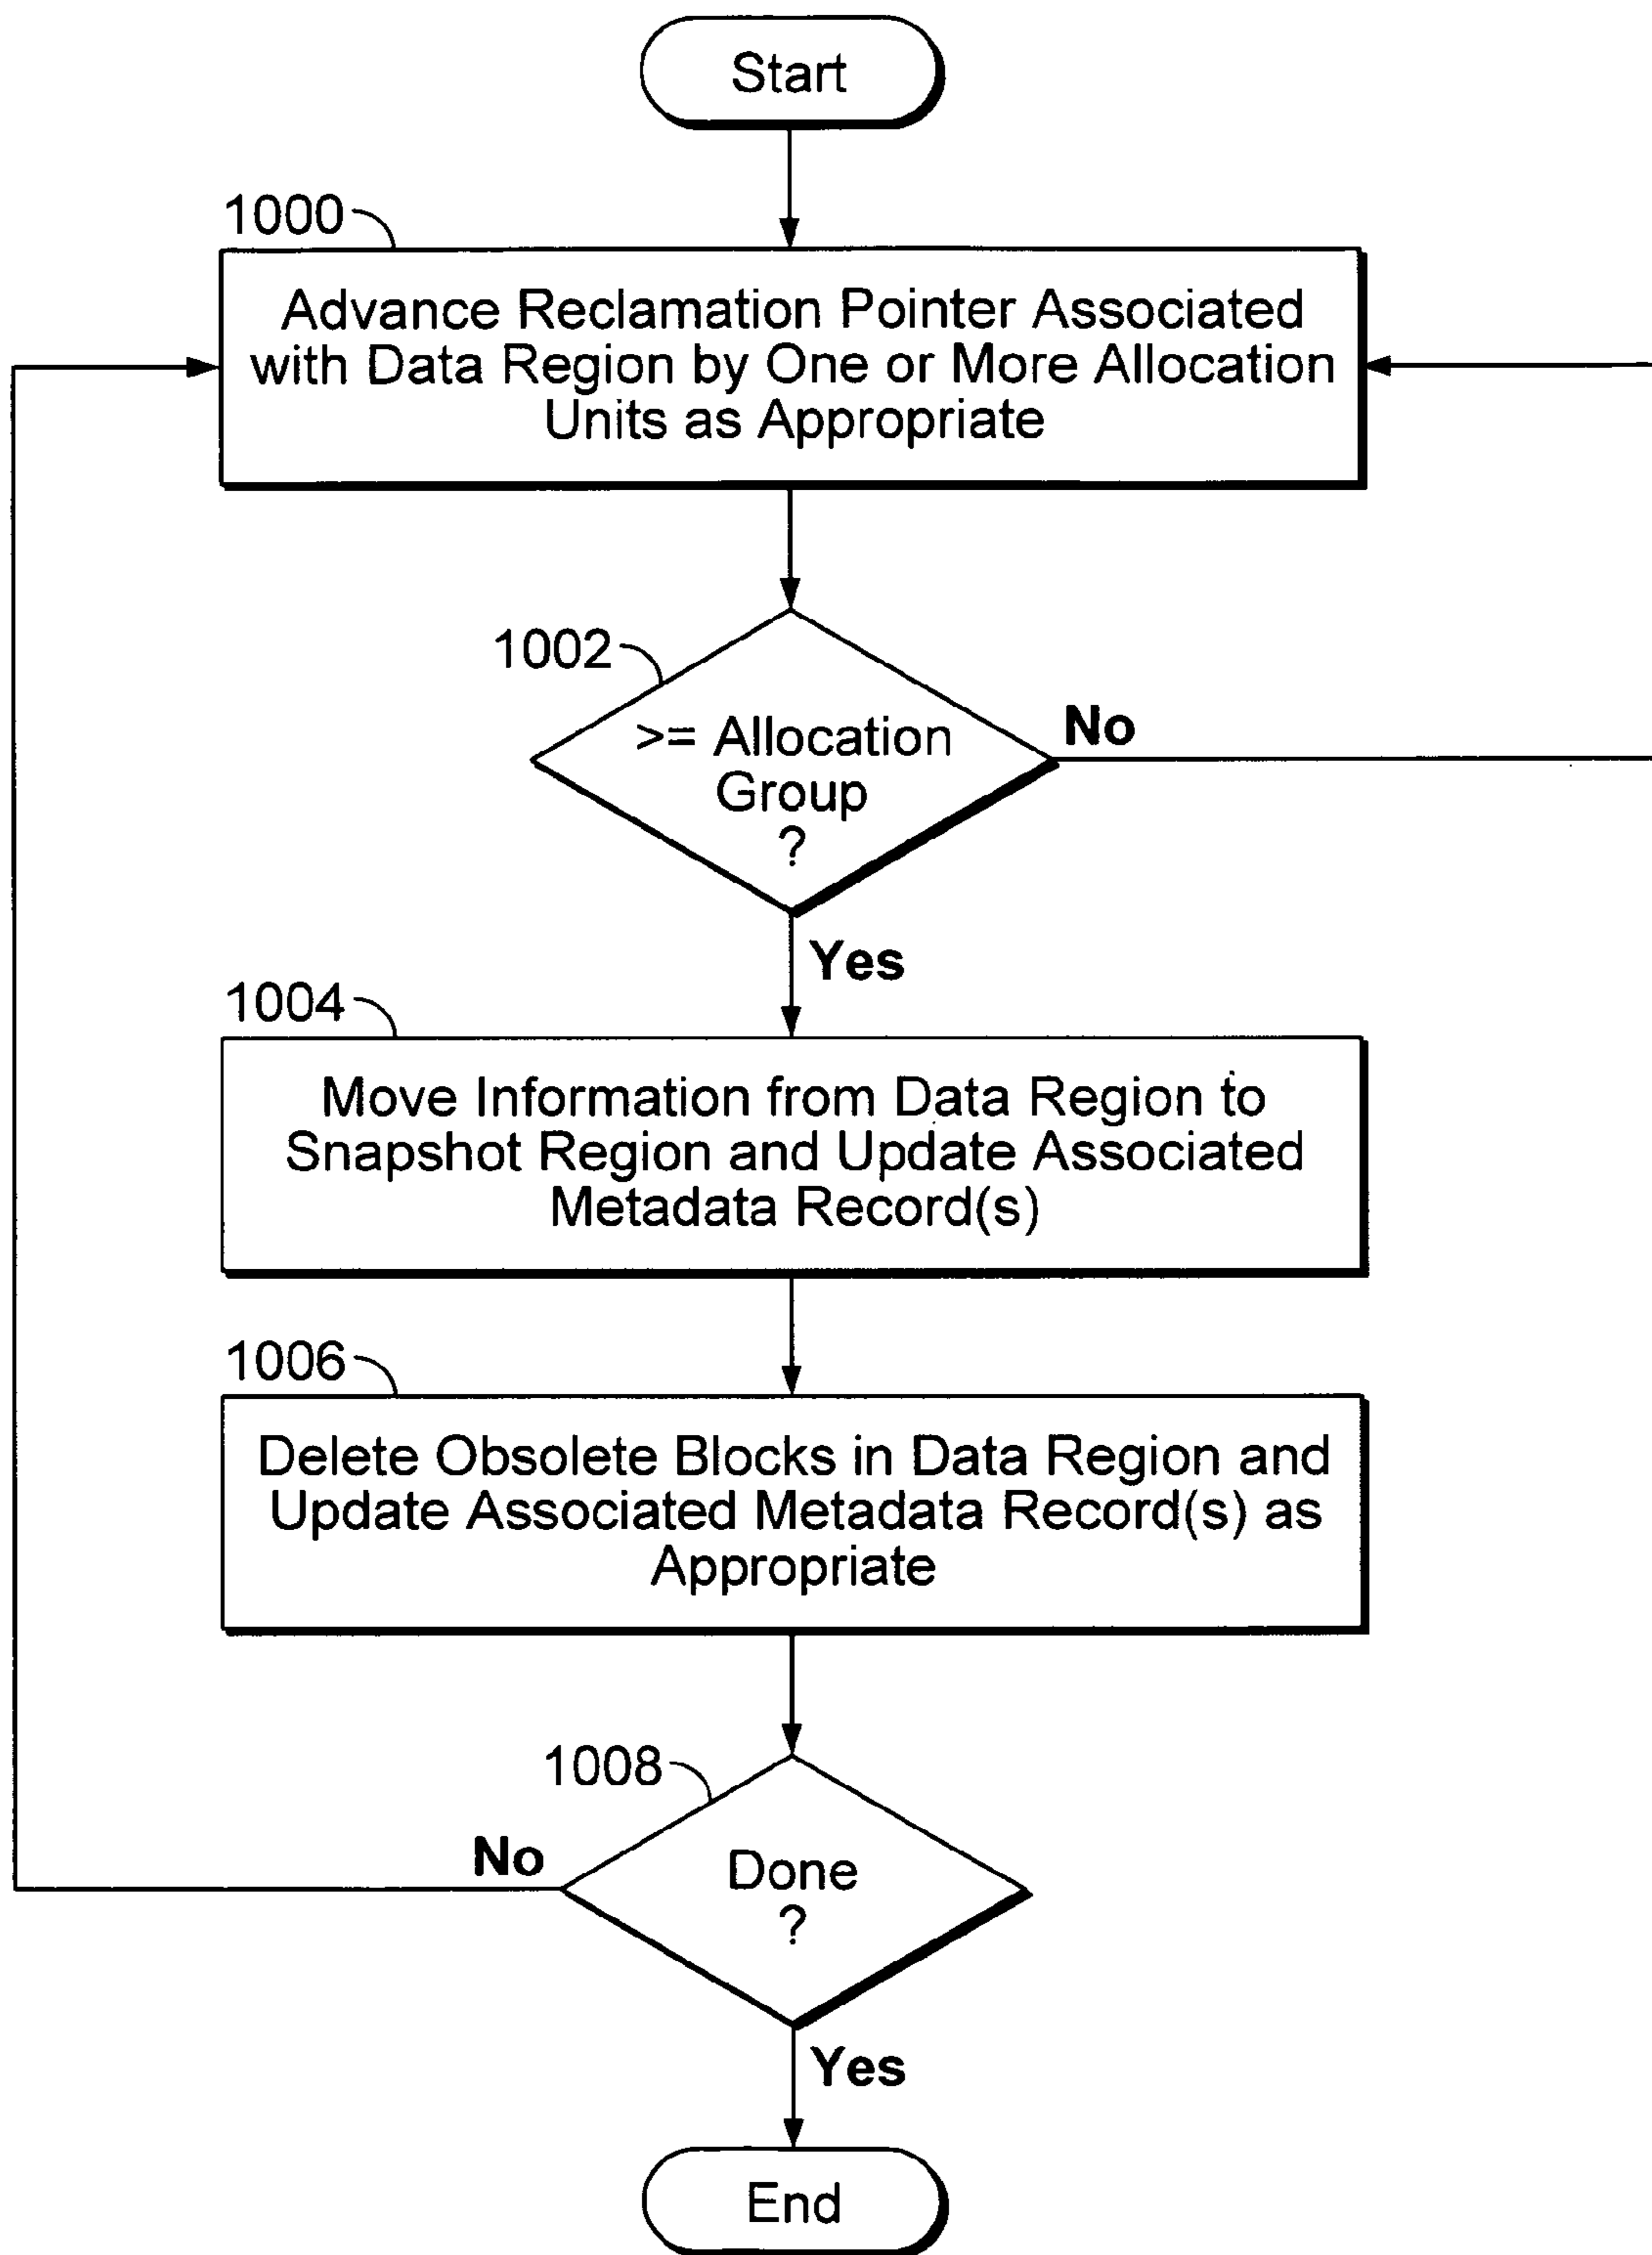 Start
1000
Advance Reclamation Pointer Associated
with Data Region by One or More Allocation
Units as Appropriate
1002
>= Allocation
Group
?
No
Yes
1004
Move Information from Data Region to
Snapshot Region and Update Associated
Metadata Record(s)
1006
Delete Obsolete Blocks in Data Region and
Update Associated Metadata Record(s) as
Appropriate
1008
No
Done
?
Yes
End